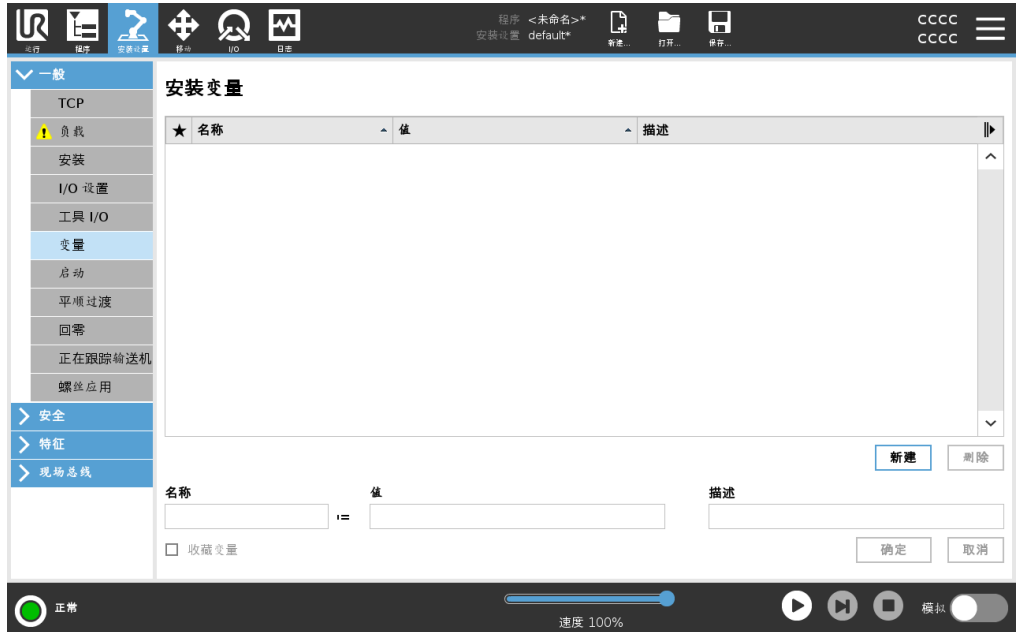 程序 <未命名>*
安装设置 default*
CCCC
CCCC
运行 程序 安装设置 移动 I/O 日志 新建... 打开... 保存...
一般
TCP
负载
安装
I/O 设置
工具 I/O
变量
启动
平顺过渡
回零
正在跟踪输送机
螺丝应用
安全
特征
现场总线
安装变量
★ 名称 值 描述
新建 删除
名称 值 描述
:=
收藏变量 确定 取消
正常
速度 100%
模拟